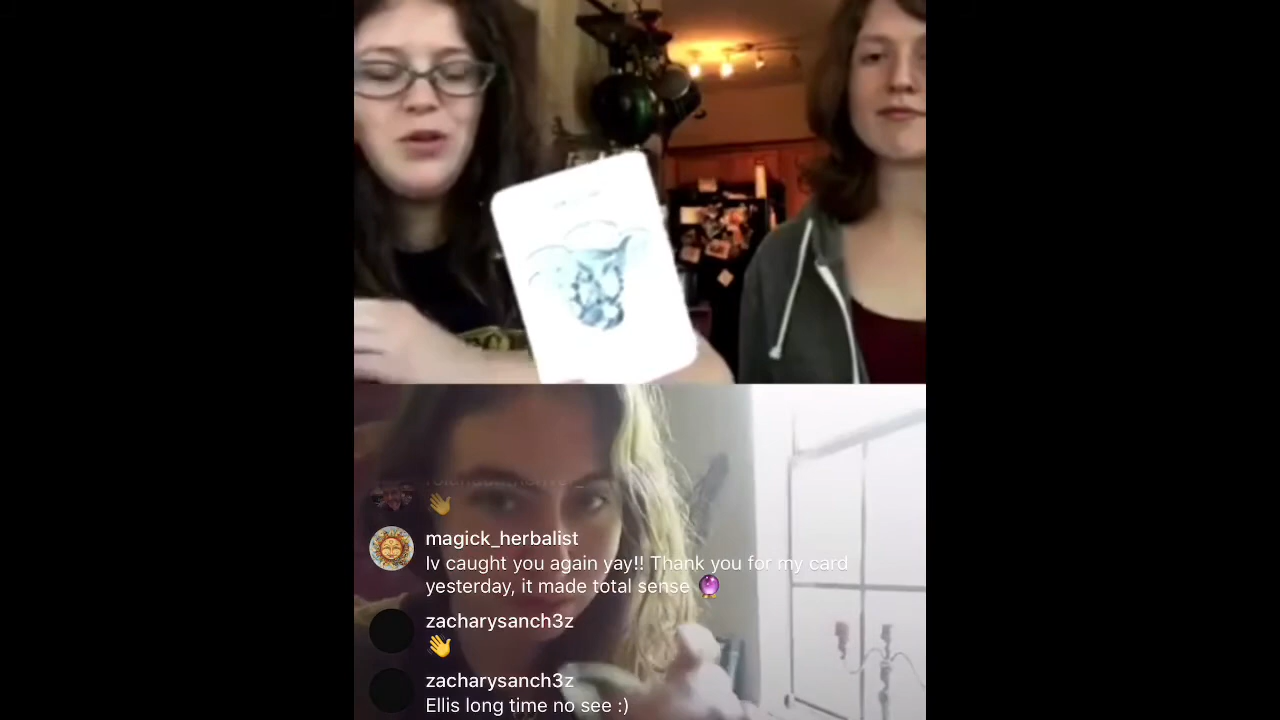 magick_herbalist
Iv caught you again yay!! Thank you for my card
yesterday, it made total sense 🔮
zacharysanch3z
👋
zacharysanch3z
Ellis long time no see :)